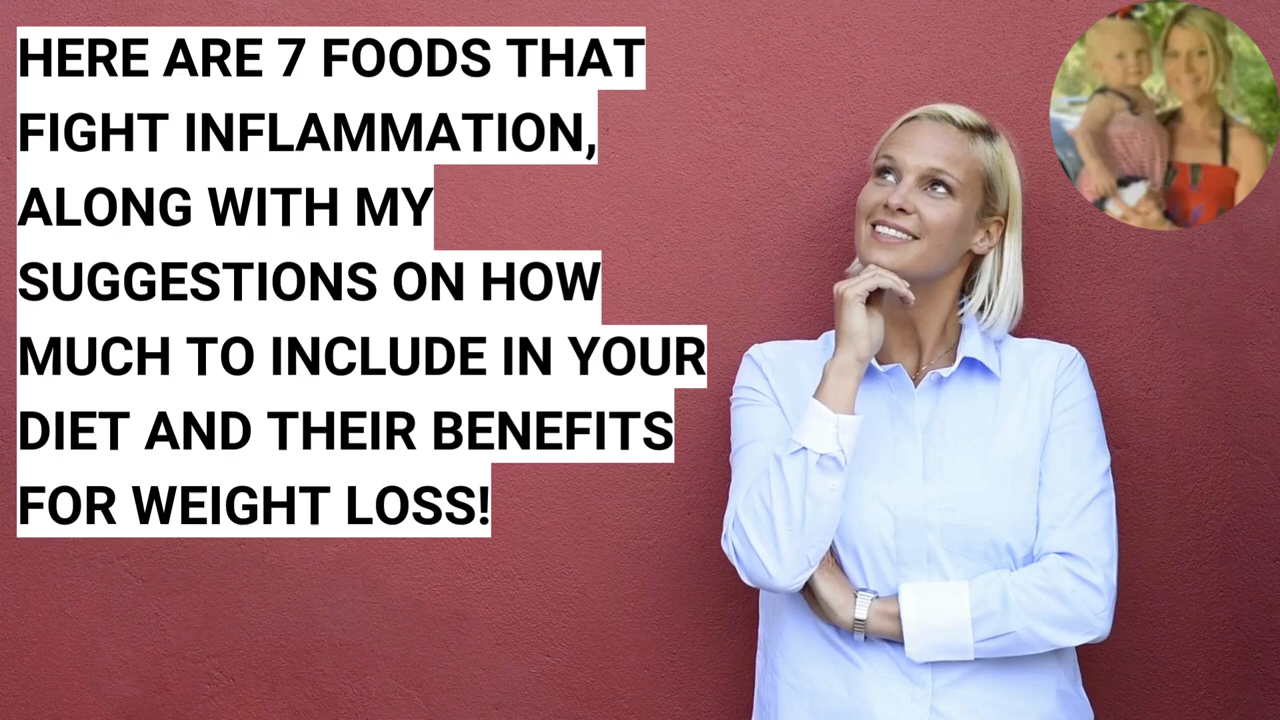 HERE ARE 7 FOODS THAT
FIGHT INFLAMMATION,
ALONG WITH MY
SUGGESTIONS ON HOW
MUCH TO INCLUDE IN YOUR
DIET AND THEIR BENEFITS
FOR WEIGHT LOSS!